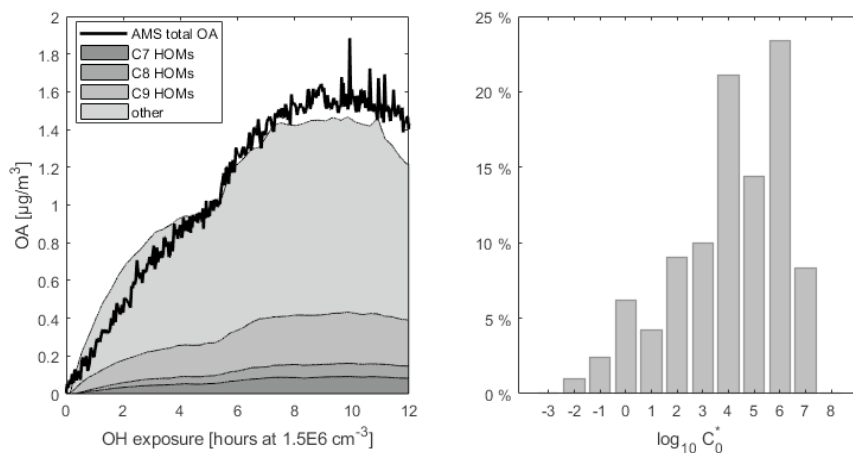 2
1.8
1.6
1.4
1.2
1
0.8
0.6
0.4
0.2
0
OA [µg/m³]
AMS total OA
C7 HOMs
C8 HOMs
C9 HOMs
other
0 2 4 6 8 10 12
OH exposure [hours at 1.5E6 cm⁻³]
25 %
20 %
15 %
10 %
5 %
0 %
-3 -2 -1 0 1 2 3 4 5 6 7 8
log₁₀ C₀*